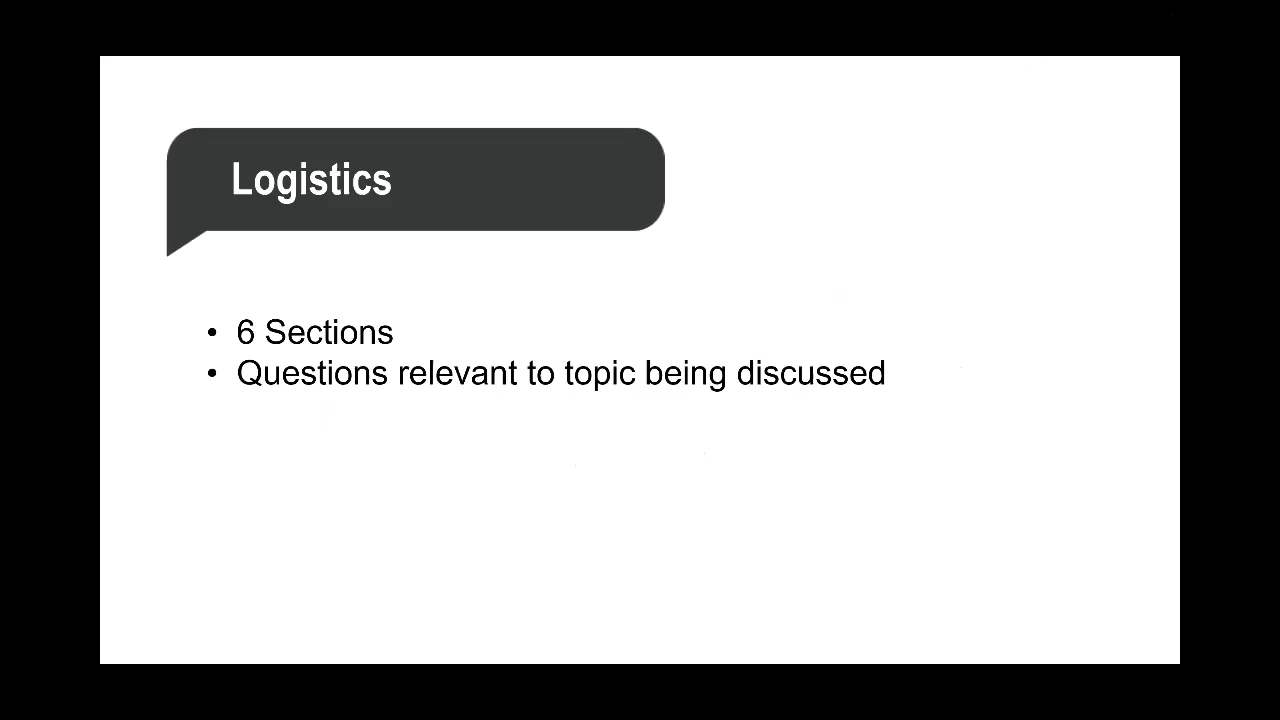 Logistics
• 6 Sections
• Questions relevant to topic being discussed